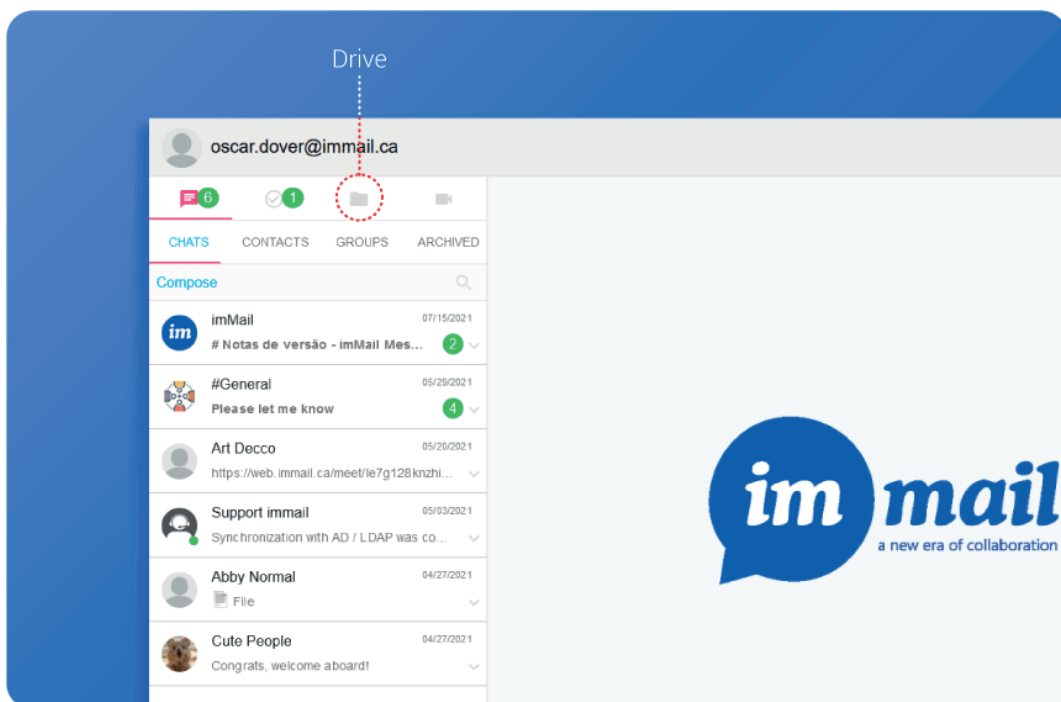 Drive
oscar.dover@immail.ca
6 1
CHATS CONTACTS GROUPS ARCHIVED
Compose
imMail 07/15/2021
im
# Notas de versão - imMail Mes... 2
#General 05/29/2021
Please let me know 4
Art Decco 05/20/2021
https://web.immail.ca/meet/le7g128knzhi...
Support immail 05/03/2021
Synchronization with AD / LDAP was co...
Abby Normal 04/27/2021
File
Cute People 04/27/2021
Congrats, welcome aboard!
im mail
a new era of collaboration